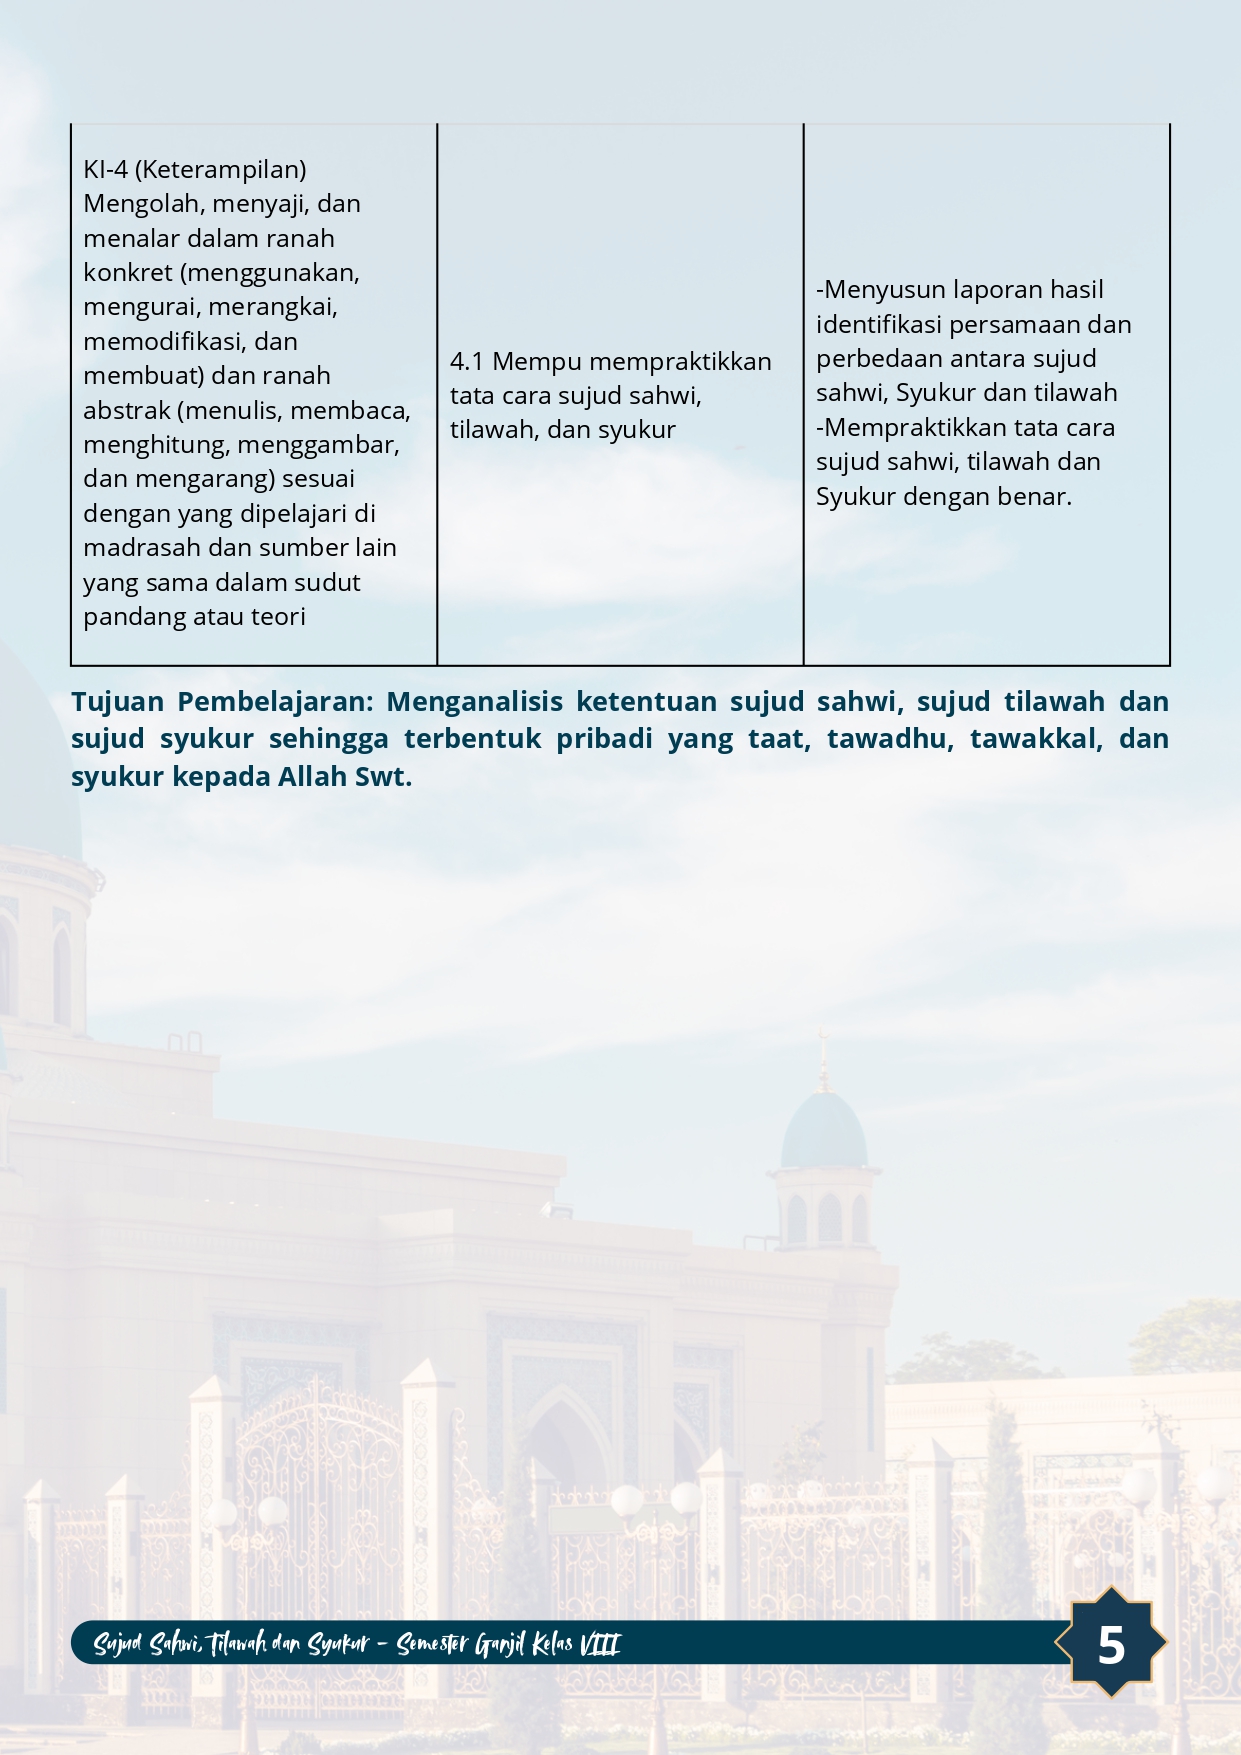 KI-4 (Keterampilan)
Mengolah, menyaji, dan
menalar dalam ranah
konkret (menggunakan,
mengurai, merangkai,
memodifikasi, dan
membuat) dan ranah
abstrak (menulis, membaca,
menghitung, menggambar,
dan mengarang) sesuai
dengan yang dipelajari di
madrasah dan sumber lain
yang sama dalam sudut
pandang atau teori
4.1 Mempu mempraktikkan
tata cara sujud sahwi,
tilawah, dan syukur
-Menyusun laporan hasil
identifikasi persamaan dan
perbedaan antara sujud
sahwi, Syukur dan tilawah
-Mempraktikkan tata cara
sujud sahwi, tilawah dan
Syukur dengan benar.
Tujuan Pembelajaran: Menganalisis ketentuan sujud sahwi, sujud tilawah dan
sujud syukur sehingga terbentuk pribadi yang taat, tawadhu, tawakkal, dan
syukur kepada Allah Swt.
Sujud Sahwi, Tilawah dan Syukur - Semester Ganjil Kelas VIII
5